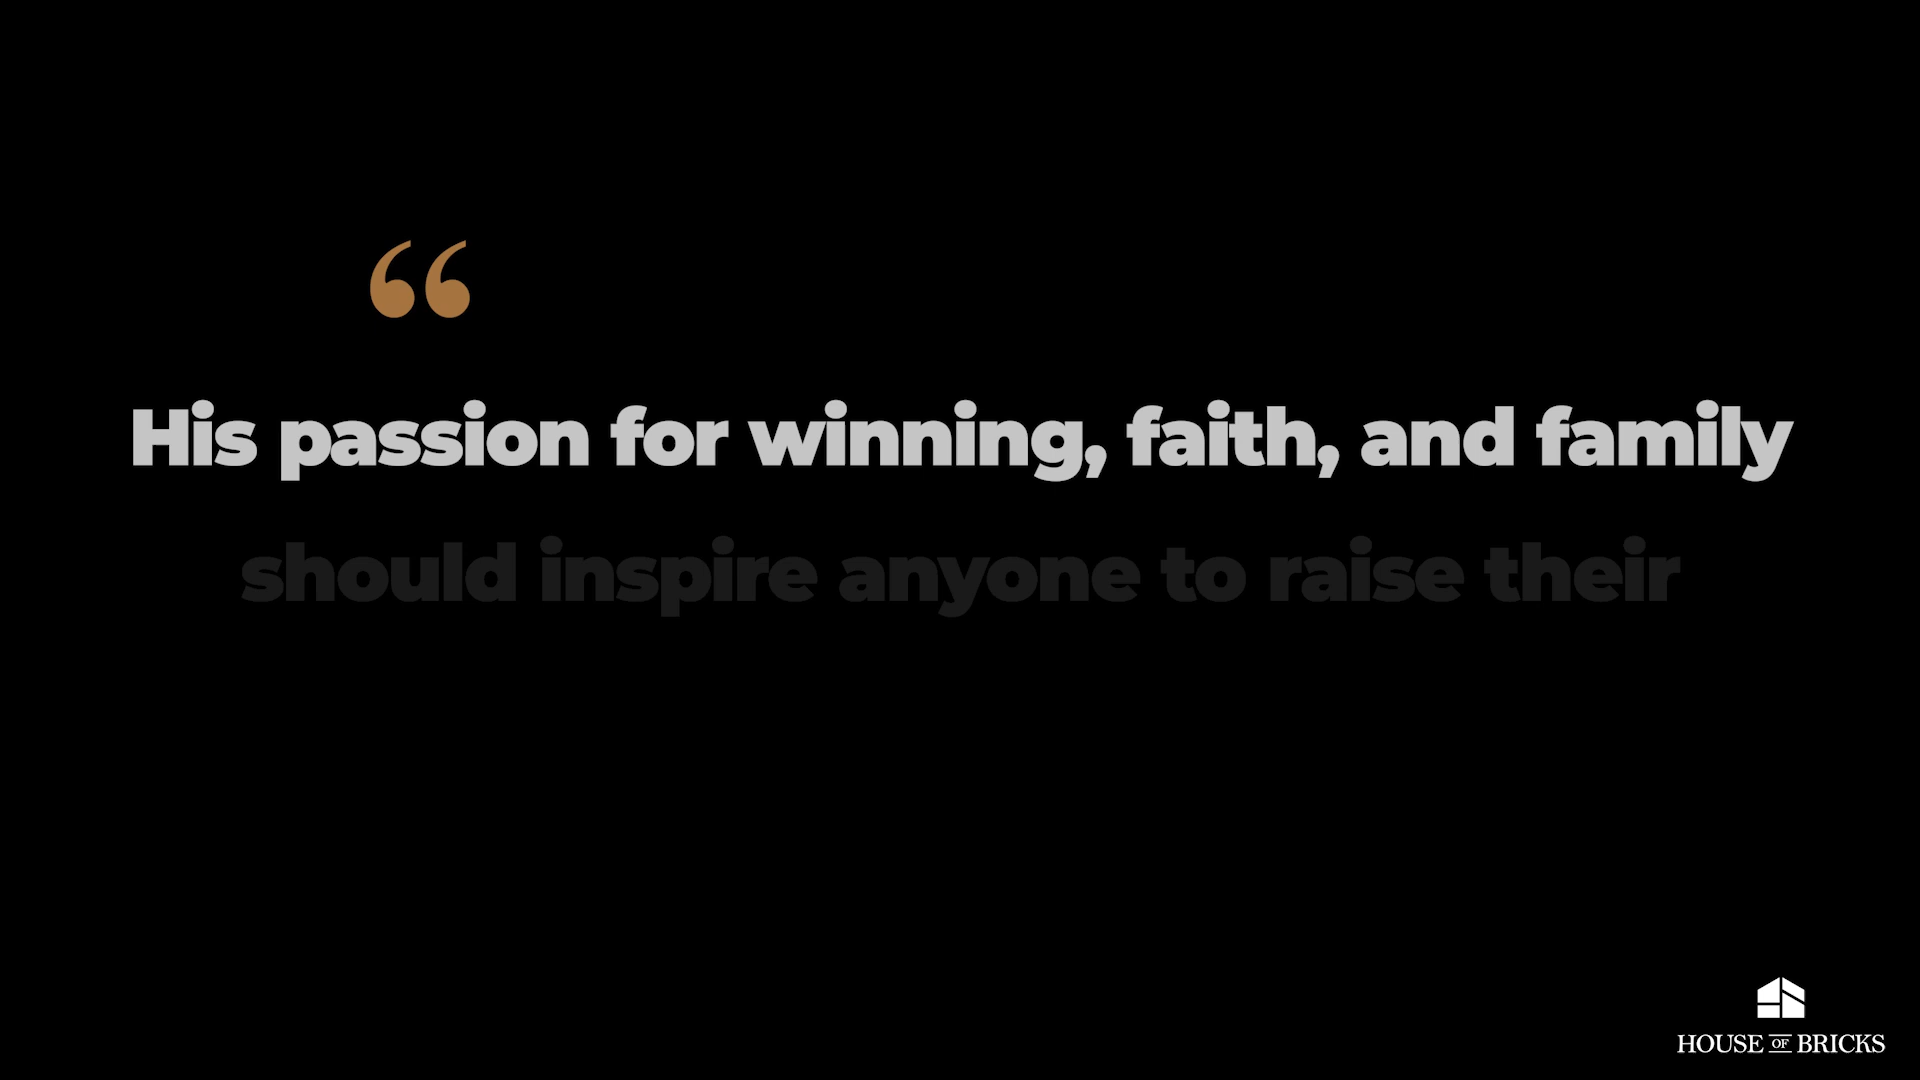 “
His passion for winning, faith, and family
should inspire anyone to raise their
HOUSE OF BRICKS